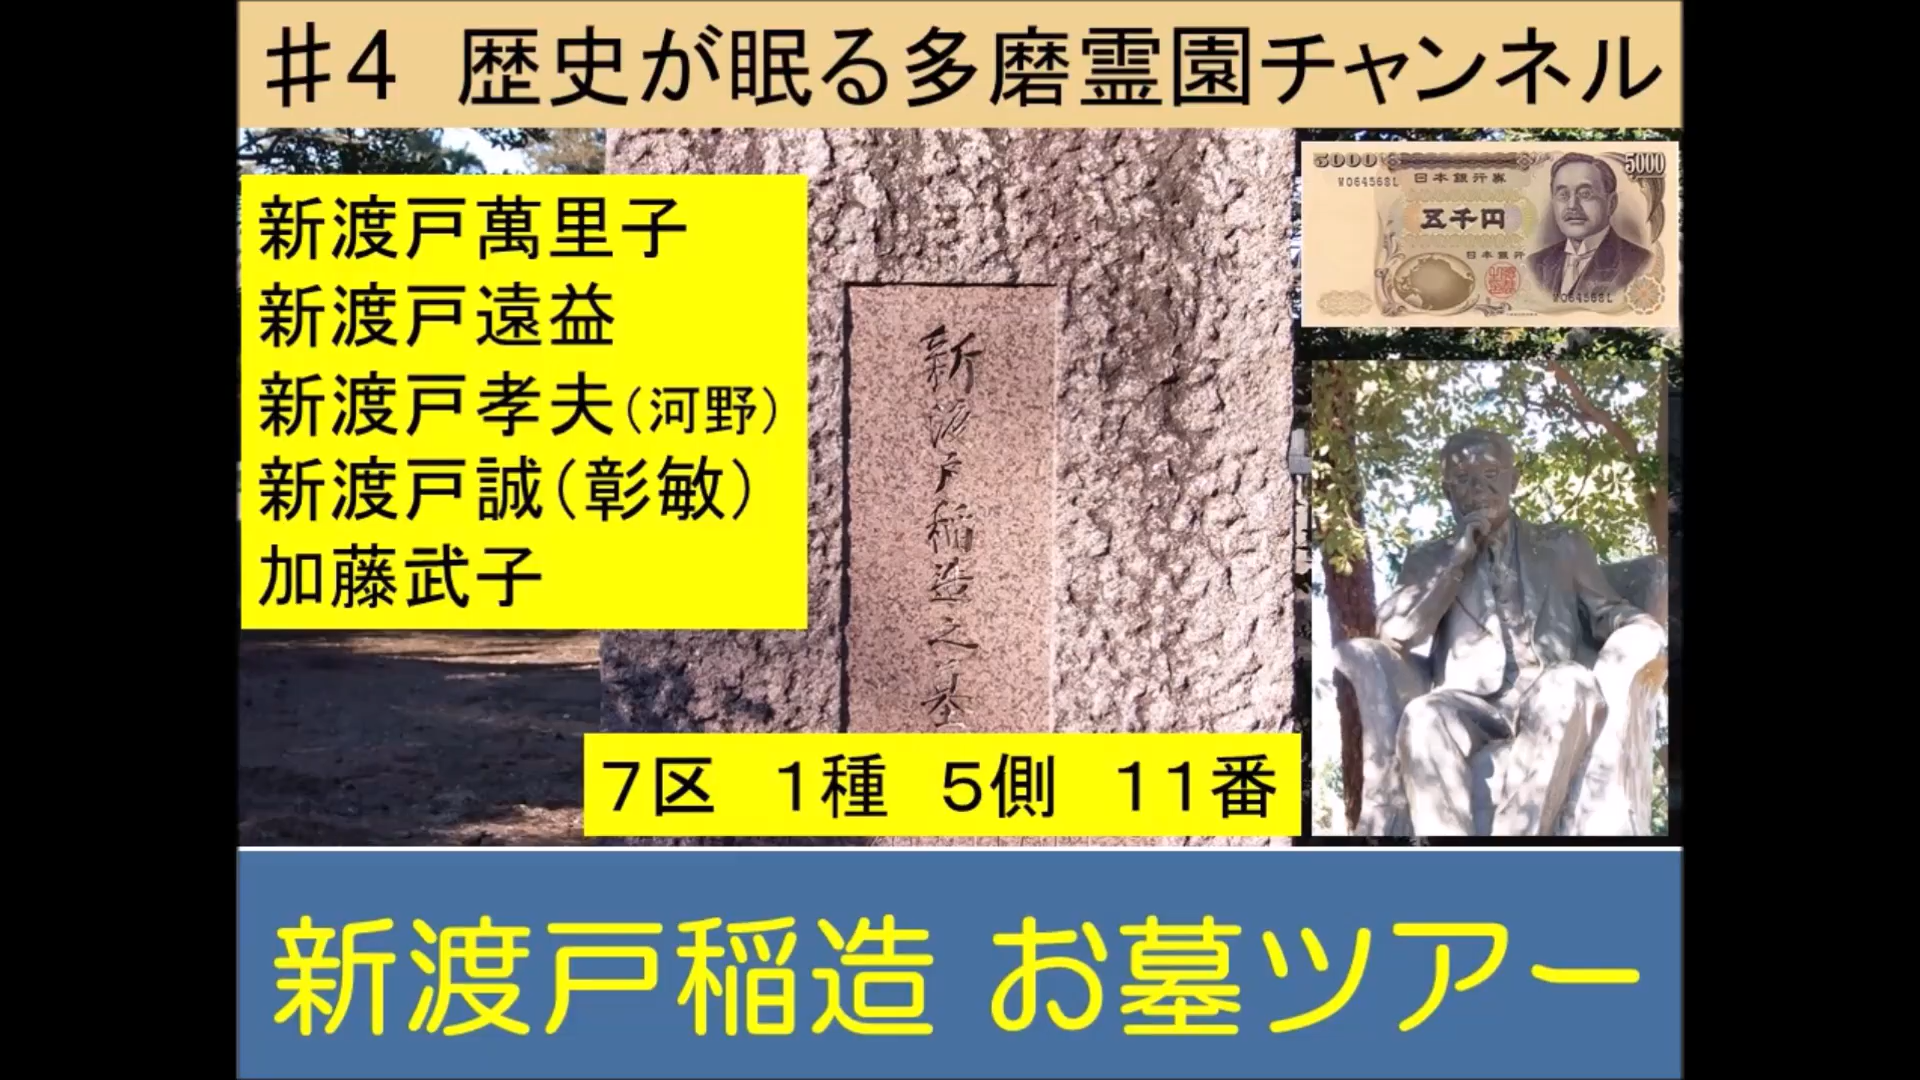 ♯4 歴史が眠る多磨霊園チャンネル
新渡戸萬里子
新渡戸遠益
新渡戸孝夫（河野）
新渡戸誠（彰敏）
加藤武子
新渡戸稲造之墓
5000
5000
W064563L
日本銀行券
五千円
日本銀行
W064563L
7区 1種 5側 11番
新渡戸稲造 お墓ツアー